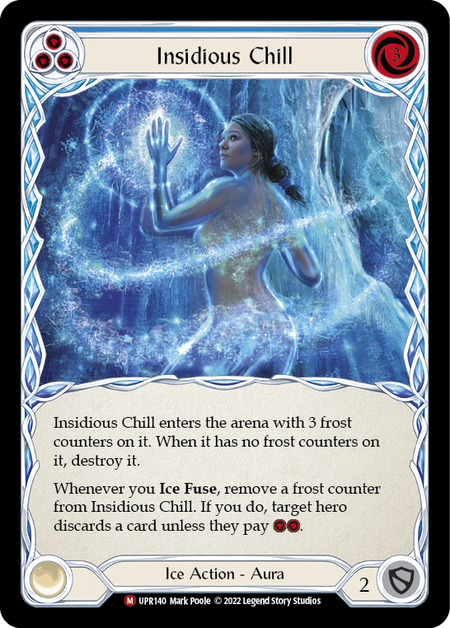 Insidious Chill
3
Insidious Chill enters the arena with 3 frost
counters on it. When it has no frost counters on
it, destroy it.
Whenever you Ice Fuse, remove a frost counter
from Insidious Chill. If you do, target hero
discards a card unless they pay
Ice Action - Aura
2
M UPR140 Mark Poole © 2022 Legend Story Studios